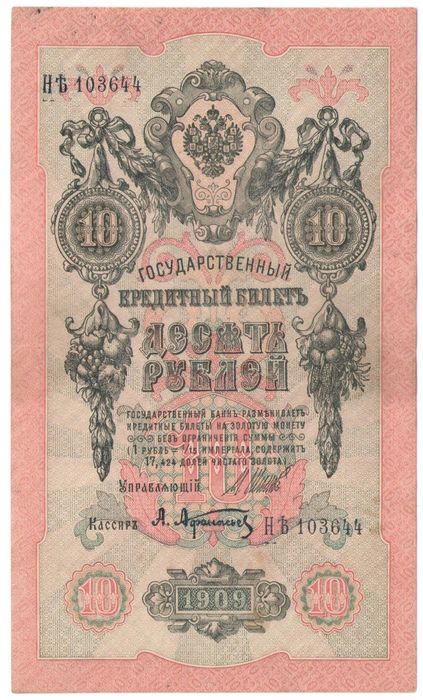 НѢ 103644
10 10
ГОСУДАРСТВЕННЫЙ
КРЕДИТНЫЙ БИЛЕТЪ
ДЕСЯТЬ
РУБЛЕЙ
ГОСУДАРСТВЕННЫЙ БАНКЪ РАЗМѢНИВАЕТЪ
КРЕДИТНЫЕ БИЛЕТЫ НА ЗОЛОТУЮ МОНЕТУ
БЕЗЪ ОГРАНИЧЕНІЯ СУММЫ
(1 РУБЛЬ = 1/15 ИМПЕРІАЛА, СОДЕРЖИТЪ
17,424 ДОЛЕЙ ЧИСТАГО ЗОЛОТА)
10
УПРАВЛЯЮЩІЙ
КАССИРЪ А. Афанасьевъ НѢ 103644
10 1909 10